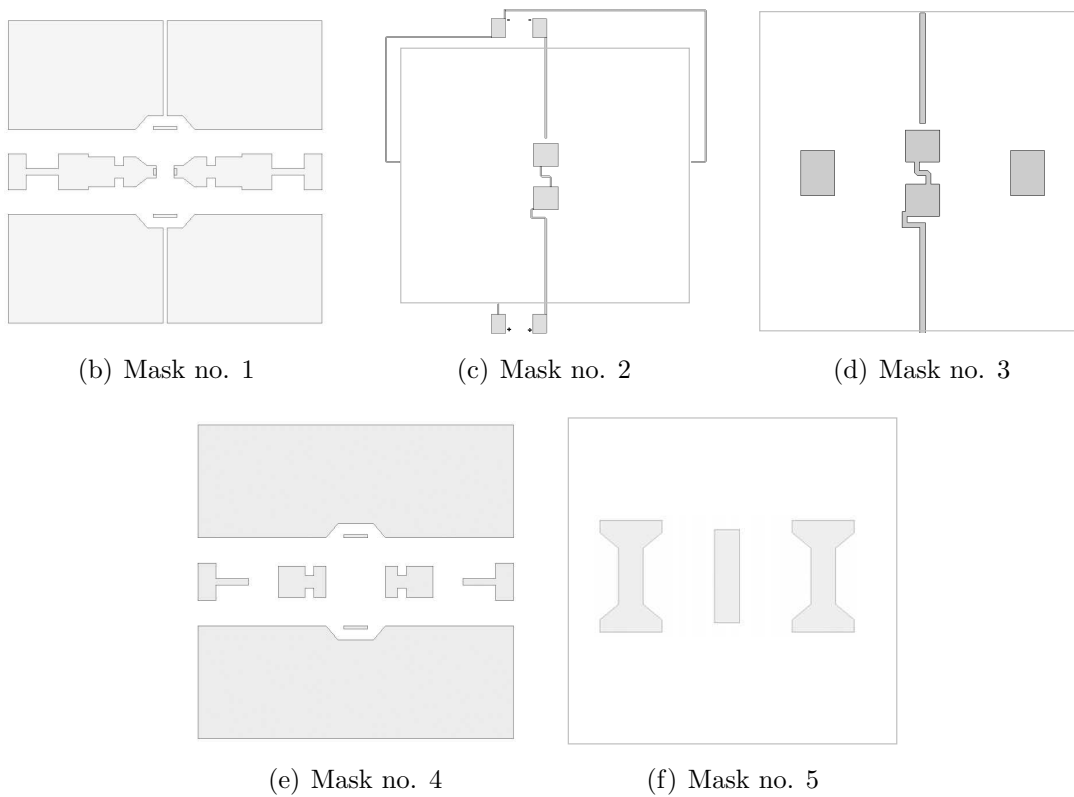 (b) Mask no. 1
(c) Mask no. 2
(d) Mask no. 3
(e) Mask no. 4
(f) Mask no. 5